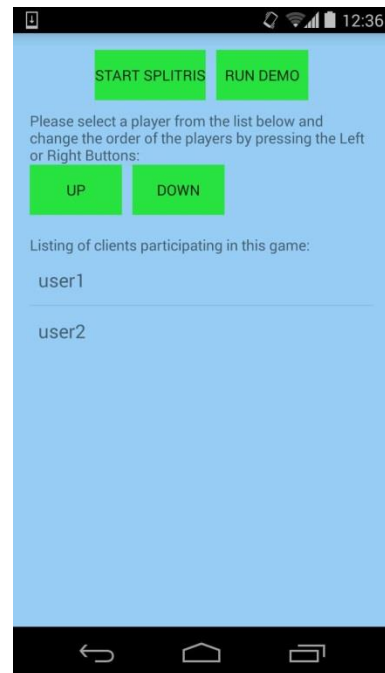 12:36
START SPLITRIS RUN DEMO
Please select a player from the list below and
change the order of the players by pressing the Left
or Right Buttons:
UP DOWN
Listing of clients participating in this game:
user1
user2